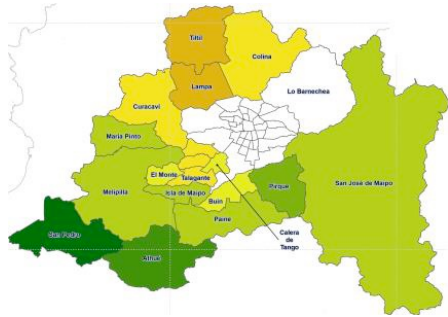 Tiltil
Colina
Lampa
Lo Barnechea
Curacaví
María Pinto
El Monte
Talagante
San José de Maipo
Melipilla
Pirque
Isla de Maipo
Buin
Paine
San Pedro
Calera
de
Tango
Alhué